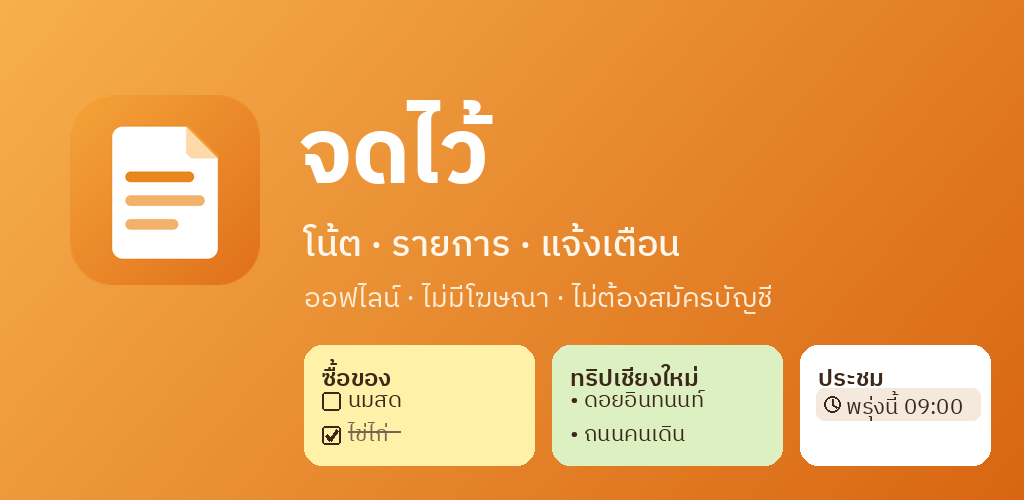 จดไว้
โน้ต · รายการ · แจ้งเตือน
ออฟไลน์ · ไม่มีโฆษณา · ไม่ต้องสมัครบัญชี
ซื้อของ
นมสด
ไข่ไก่
ทริปเชียงใหม่
• ดอยอินทนนท์
• ถนนคนเดิน
ประชม
พรุ่งนี้ 09:00